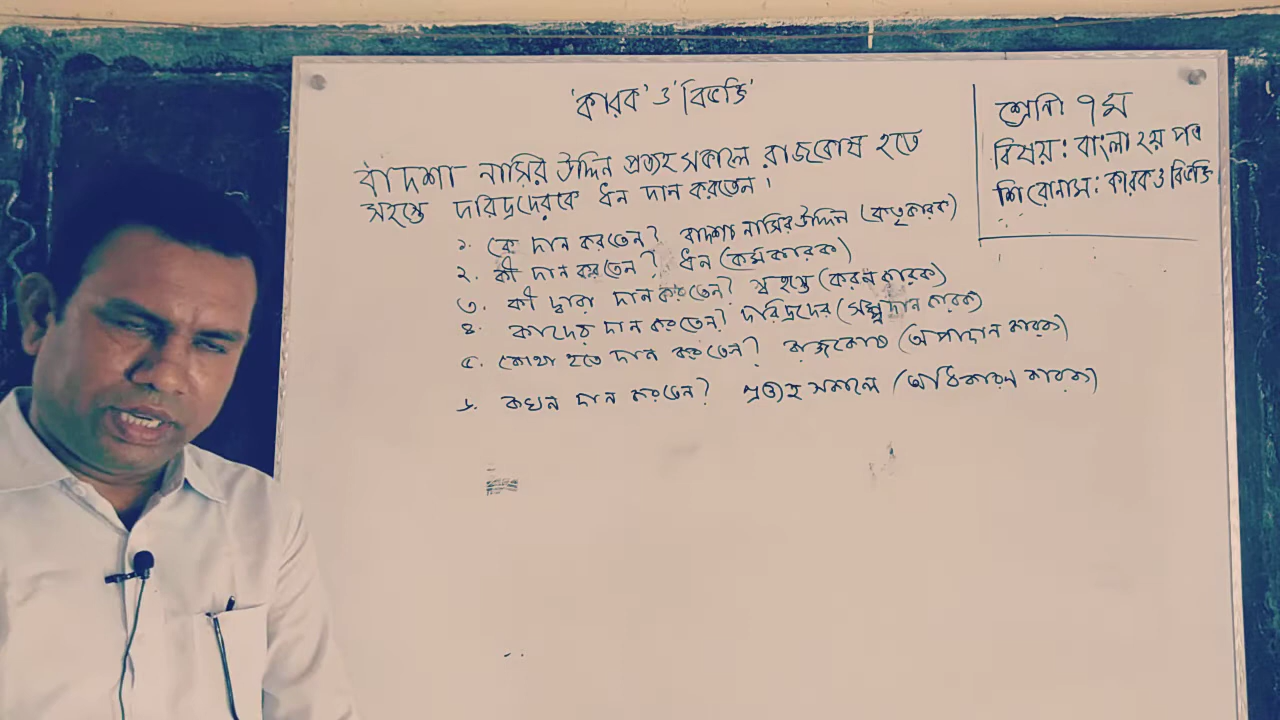 'কারক' ও 'বিভক্তি'
শ্রেণী ৭ম
বিষয়: বাংলা ২য় পত্র
শিরোনাম: কারক ও বিভক্তি
বাদশা নাসির উদ্দিন প্রত্যহ সকালে রাজকোষ হতে
সহস্তে দরিদ্রদেরকে ধন দান করতেন।
১. কে দান করতেন? বাদশা নাসির উদ্দিন (কর্তৃকারক)
২. কী দান করতেন? ধন (কর্ম কারক)
৩. কী দ্বারা দান করতেন? স্বহস্তে (করণ কারক)
৪. কাদের দান করতেন? দরিদ্রদের (সম্প্রদান কারক)
৫. কোথা হতে দান করতেন? রাজকোষ (অপাদান কারক)
৬. কখন দান করতেন? প্রত্যহ সকালে (অধিকরণ কারক)